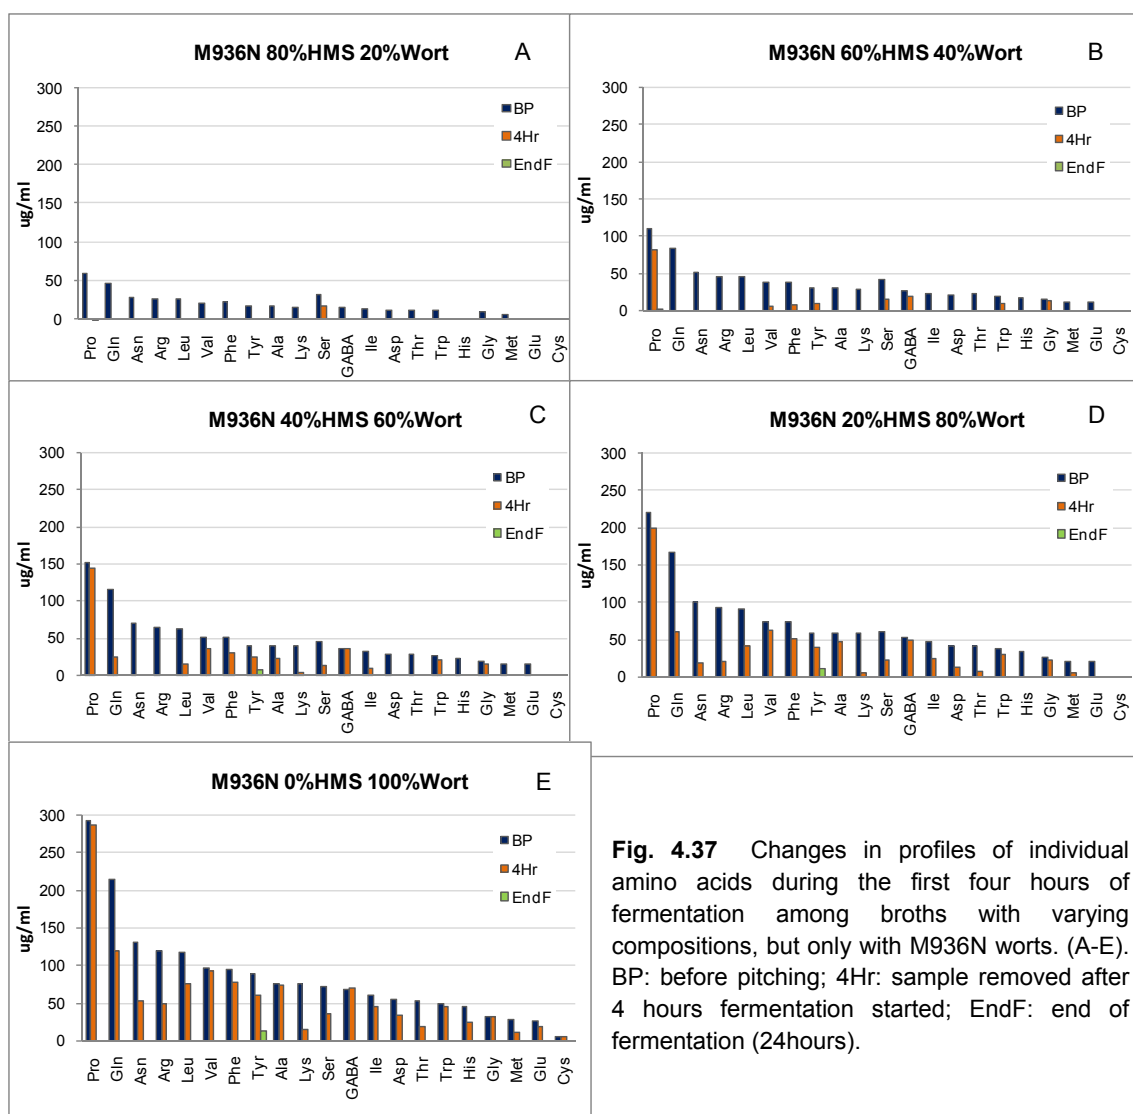 M936N 80%HMS 20%Wort
A
300
250
200
150
100
50
0
ug/ml
BP
4Hr
EndF
Pro
Gln
Asn
Arg
Leu
Val
Phe
Tyr
Ala
Lys
Ser
GABA
Ile
Asp
Thr
Trp
His
Gly
Met
Glu
Cys
M936N 60%HMS 40%Wort
B
300
250
200
150
100
50
0
ug/ml
BP
4Hr
EndF
Pro
Gln
Asn
Arg
Leu
Val
Phe
Tyr
Ala
Lys
Ser
GABA
Ile
Asp
Thr
Trp
His
Gly
Met
Glu
Cys
M936N 40%HMS 60%Wort
C
300
250
200
150
100
50
0
ug/ml
BP
4Hr
EndF
Pro
Gln
Asn
Arg
Leu
Val
Phe
Tyr
Ala
Lys
Ser
GABA
Ile
Asp
Thr
Trp
His
Gly
Met
Glu
Cys
M936N 20%HMS 80%Wort
D
300
250
200
150
100
50
0
ug/ml
BP
4Hr
EndF
Pro
Gln
Asn
Arg
Leu
Val
Phe
Tyr
Ala
Lys
Ser
GABA
Ile
Asp
Thr
Trp
His
Gly
Met
Glu
Cys
M936N 0%HMS 100%Wort
E
300
250
200
150
100
50
0
ug/ml
BP
4Hr
EndF
Pro
Gln
Asn
Arg
Leu
Val
Phe
Tyr
Ala
Lys
Ser
GABA
Ile
Asp
Thr
Trp
His
Gly
Met
Glu
Cys
Fig. 4.37 Changes in profiles of individual
amino acids during the first four hours of
fermentation among broths with varying
compositions, but only with M936N worts. (A-E).
BP: before pitching; 4Hr: sample removed after
4 hours fermentation started; EndF: end of
fermentation (24hours).